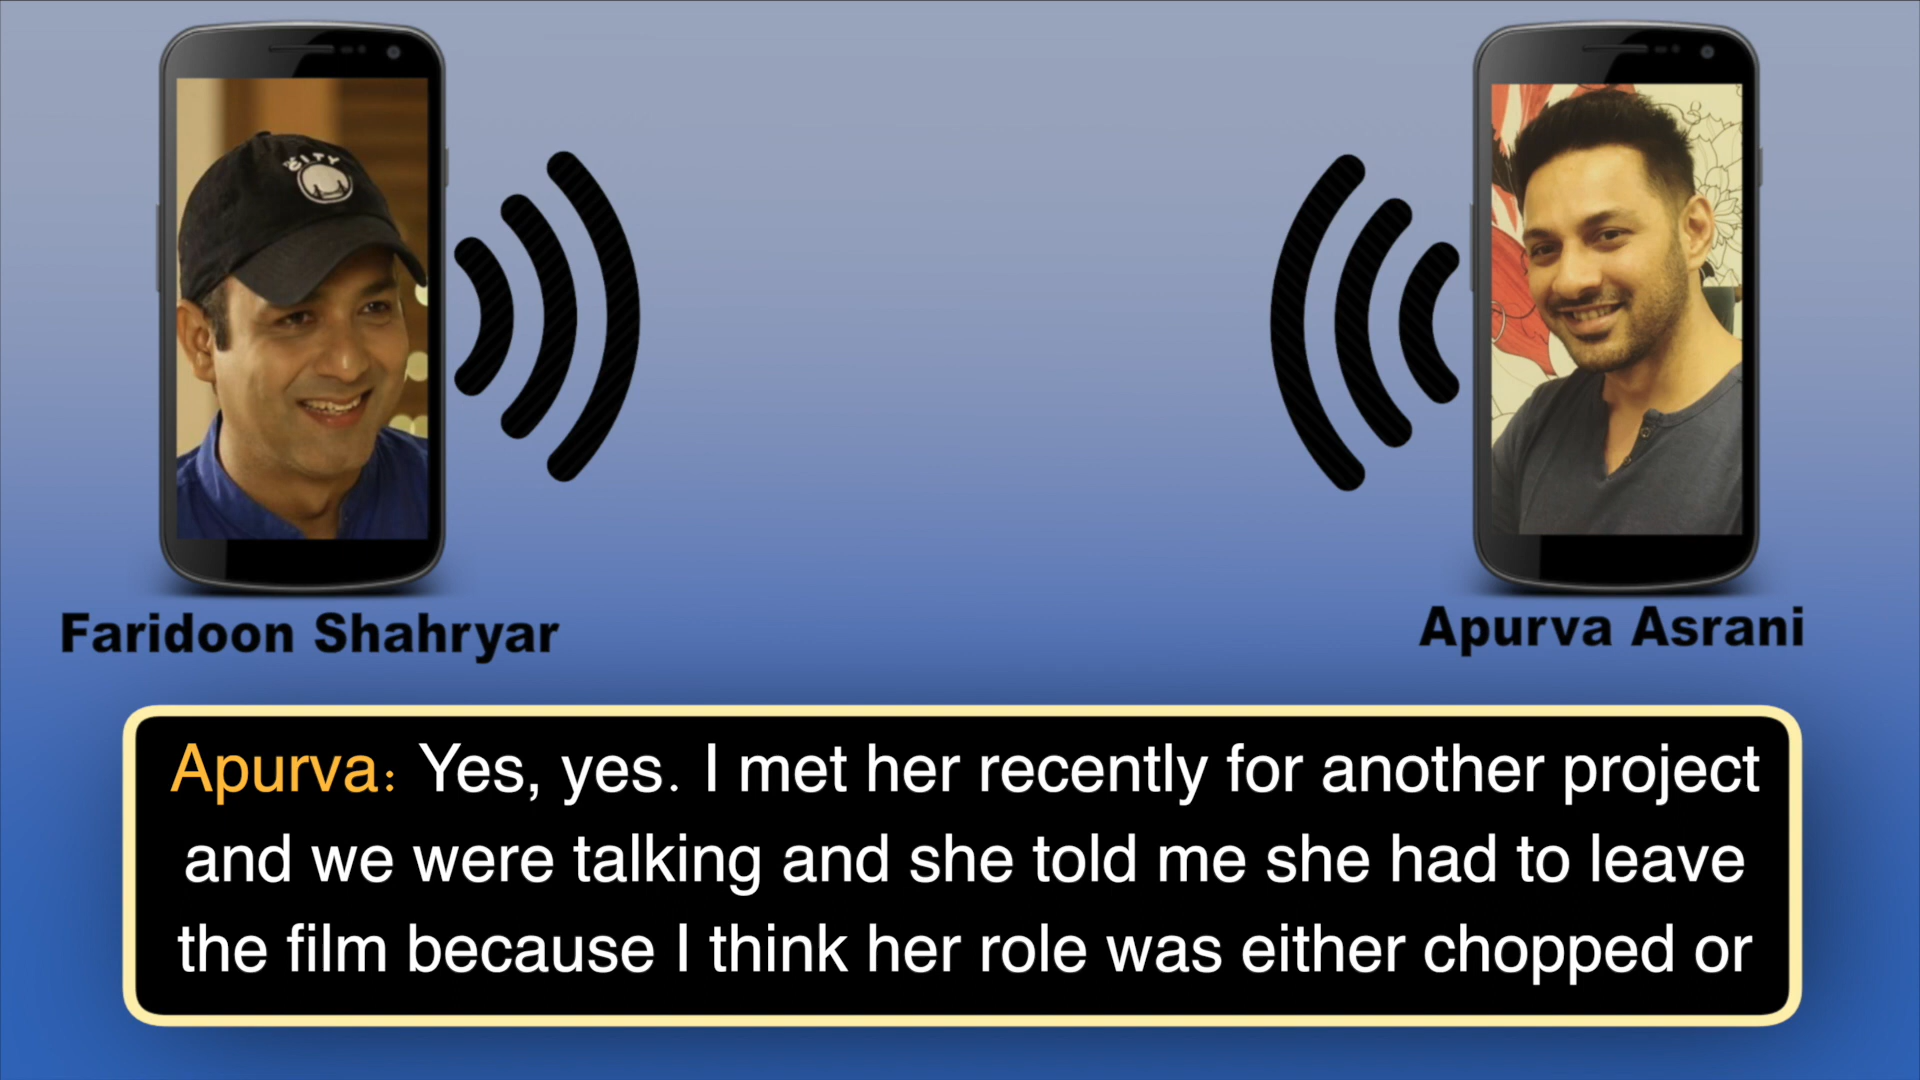 CITY
Faridoon Shahryar
Apurva Asrani
Apurva: Yes, yes. I met her recently for another project
and we were talking and she told me she had to leave
the film because I think her role was either chopped or